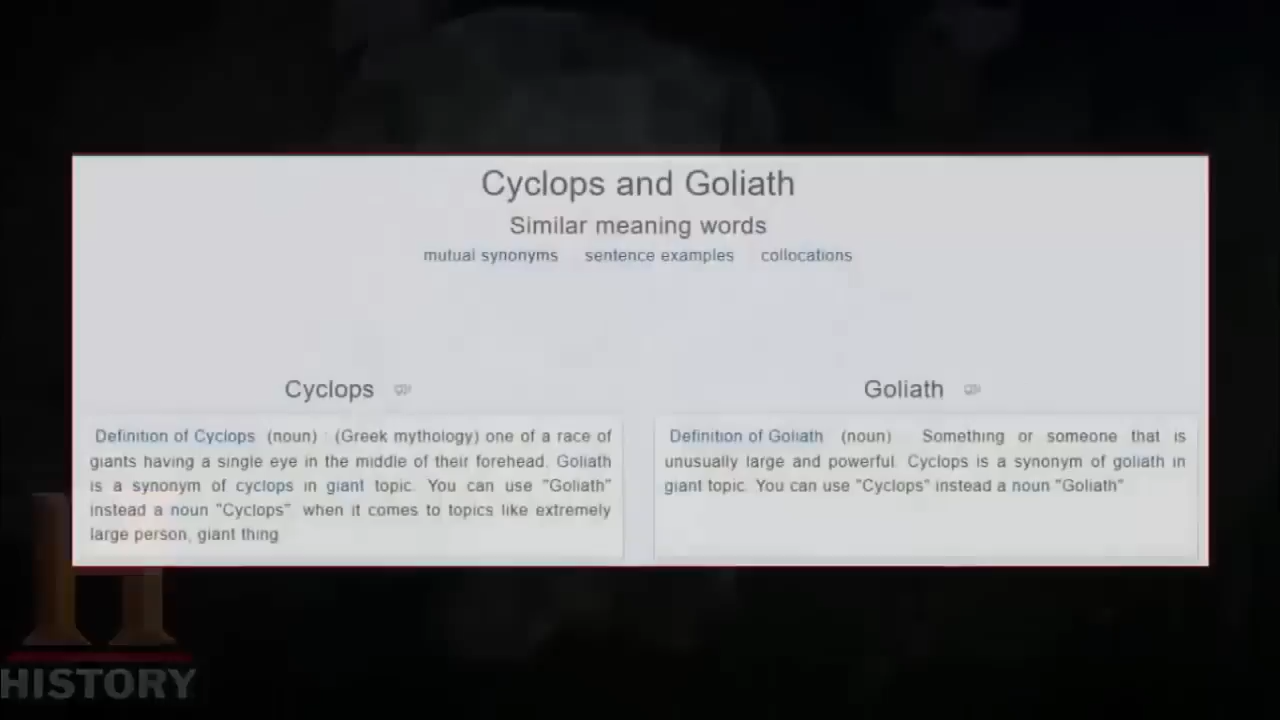 Cyclops and Goliath
Similar meaning words
mutual synonyms sentence examples collocations
Cyclops
Goliath
Definition of Cyclops (noun) : (Greek mythology) one of a race of
giants having a single eye in the middle of their forehead. Goliath
is a synonym of cyclops in giant topic. You can use "Goliath"
instead a noun "Cyclops" when it comes to topics like extremely
large person, giant thing
Definition of Goliath (noun) Something or someone that is
unusually large and powerful. Cyclops is a synonym of goliath in
giant topic. You can use "Cyclops" instead a noun "Goliath"
H
HISTORY